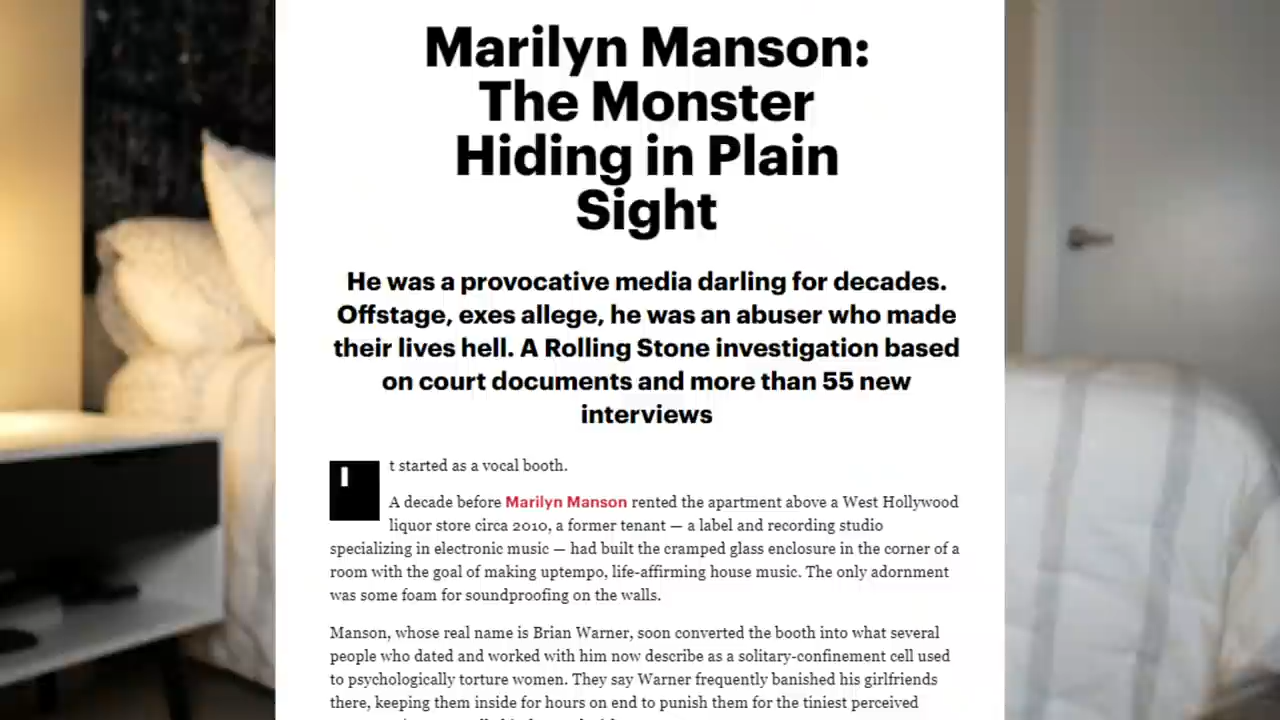 Marilyn Manson:
The Monster
Hiding in Plain
Sight
He was a provocative media darling for decades.
Offstage, exes allege, he was an abuser who made
their lives hell. A Rolling Stone investigation based
on court documents and more than 55 new
interviews
I
t started as a vocal booth.
A decade before Marilyn Manson rented the apartment above a West Hollywood
liquor store circa 2010, a former tenant — a label and recording studio
specializing in electronic music — had built the cramped glass enclosure in the corner of a
room with the goal of making uptempo, life-affirming house music. The only adornment
was some foam for soundproofing on the walls.
Manson, whose real name is Brian Warner, soon converted the booth into what several
people who dated and worked with him now describe as a solitary-confinement cell used
to psychologically torture women. They say Warner frequently banished his girlfriends
there, keeping them inside for hours on end to punish them for the tiniest perceived